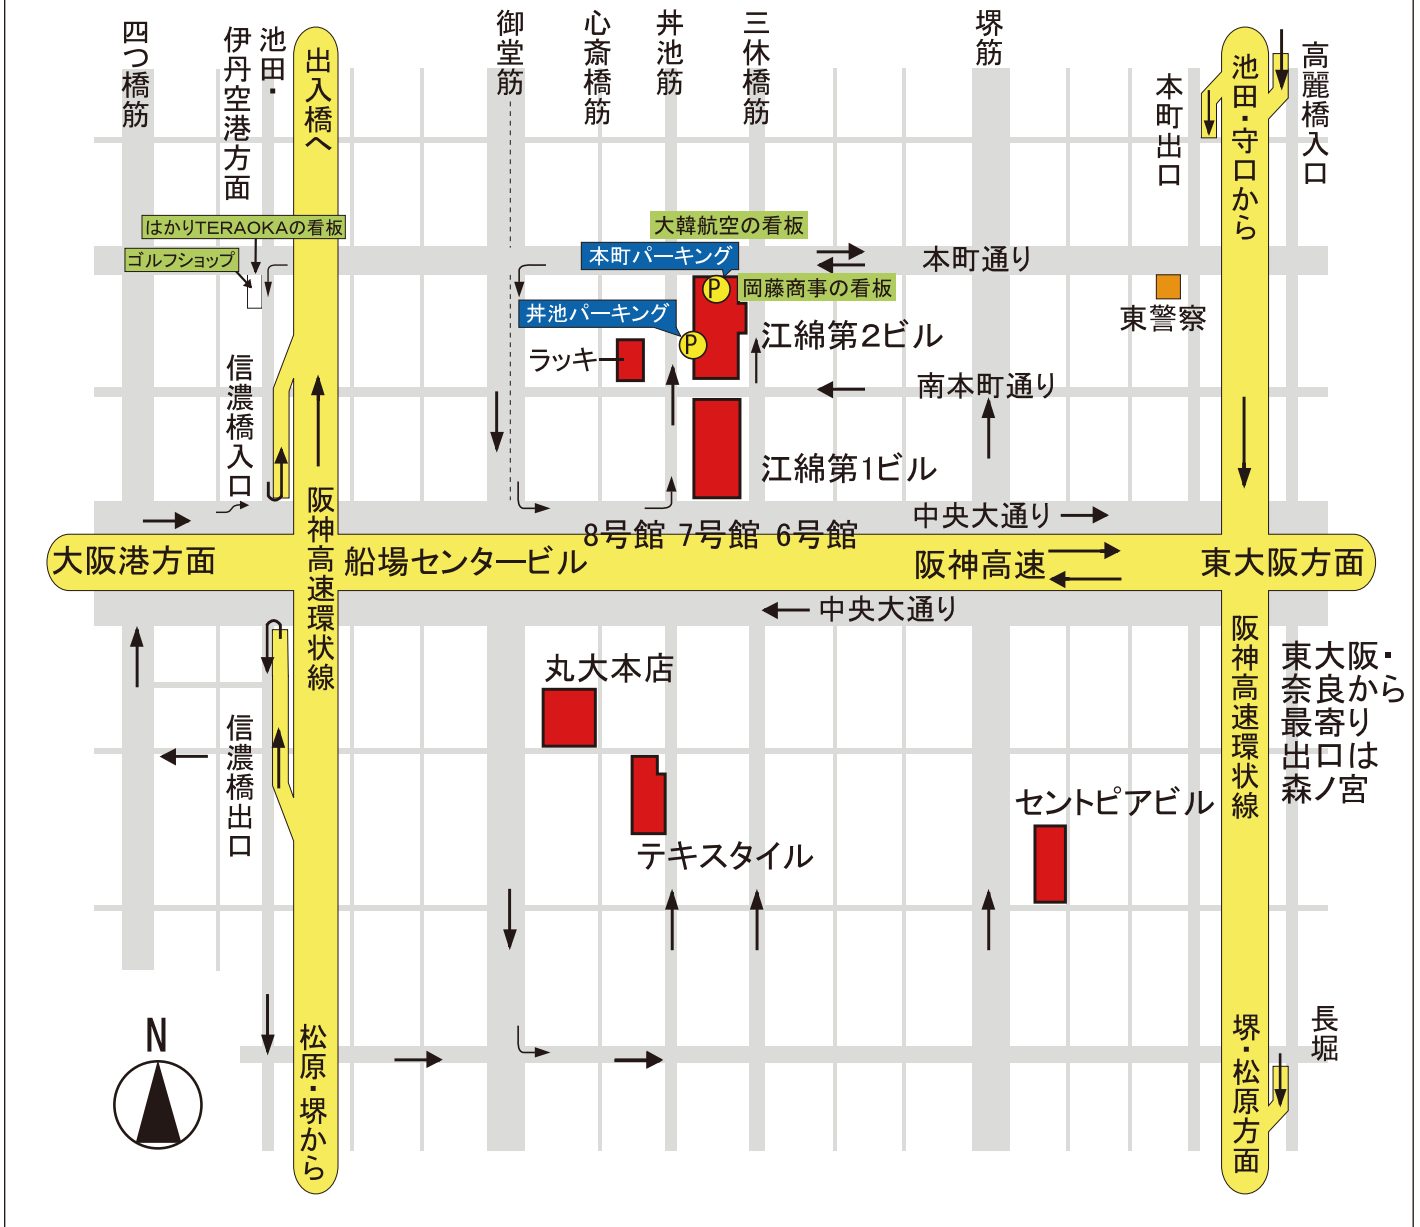 四つ橋筋
池田・
伊丹空港方面
出入橋へ
御堂筋
心斎橋筋
丼池筋
三休橋筋
堺筋
本町出口
池田・守口から
高麗橋入口
はかりTERAOKAの看板
ゴルフショップ
大韓航空の看板
本町パーキング
P
岡藤商事の看板
本町通り
丼池パーキング
P
東警察
江綿第2ビル
ラッキー
南本町通り
信濃橋入口
江綿第1ビル
阪神高速環状線
中央大通り
8号館 7号館 6号館
大阪港方面
船場センタービル
阪神高速
東大阪方面
中央大通り
阪神高速環状線
東大阪・
奈良から
最寄り
出口は
森ノ宮
丸大本店
信濃橋出口
テキスタイル
セントピアビル
N
松原・堺から
堺・松原方面
長堀